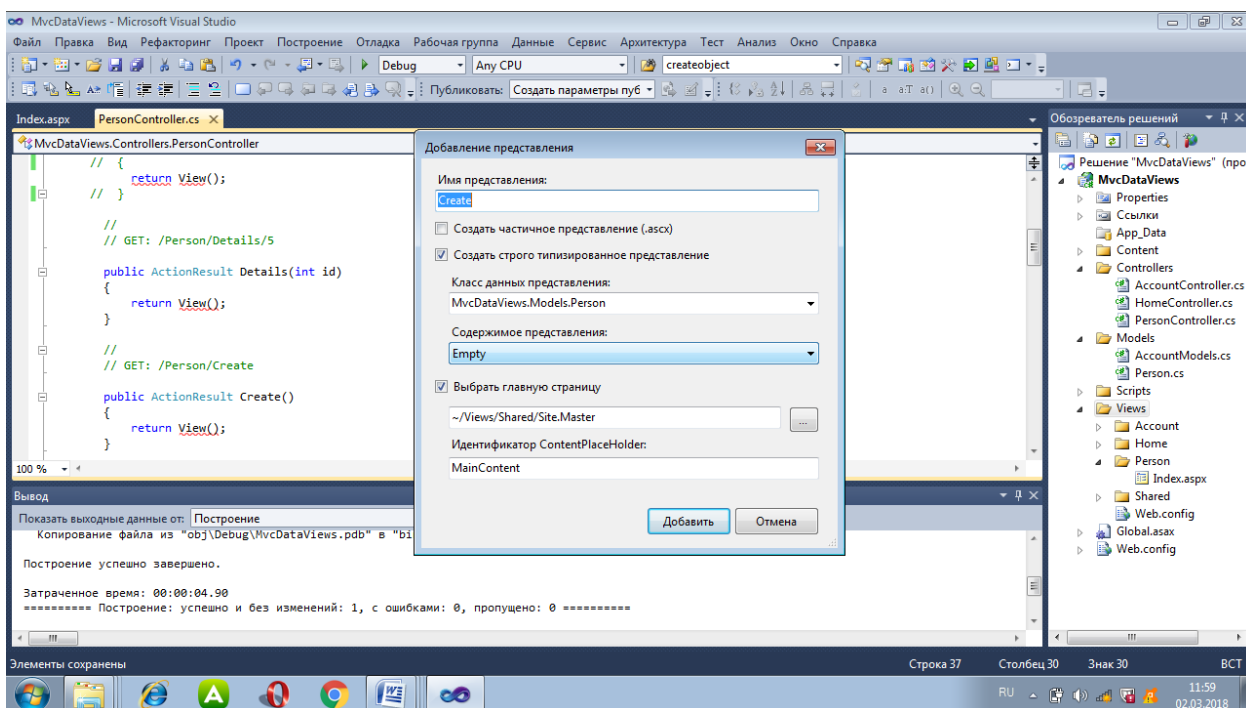 MvcDataViews - Microsoft Visual Studio
Файл Правка Вид Рефакторинг Проект Построение Отладка Рабочая группа Данные Сервис Архитектура Тест Анализ Окно Справка
Debug Any CPU createobject
Публиковать: Создать параметры пуб
Index.aspx PersonController.cs
MvcDataViews.Controllers.PersonController
// {
return View();
// }
//
// GET: /Person/Details/5
public ActionResult Details(int id)
{
return View();
}
//
// GET: /Person/Create
public ActionResult Create()
{
return View();
}
100 %
Добавление представления
Имя представления:
Create
Создать частичное представление (.ascx)
Создать строго типизированное представление
Класс данных представления:
MvcDataViews.Models.Person
Содержимое представления:
Empty
Выбрать главную страницу
~/Views/Shared/Site.Master
...
Идентификатор ContentPlaceHolder:
MainContent
Добавить Отмена
Обозреватель решений
Решение "MvcDataViews" (про
MvcDataViews
Properties
Ссылки
App_Data
Content
Controllers
AccountController.cs
HomeController.cs
PersonController.cs
Models
AccountModels.cs
Person.cs
Scripts
Views
Account
Home
Person
Index.aspx
Shared
Web.config
Global.asax
Web.config
Вывод
Показать выходные данные от: Построение
Копирование файла из "obj\Debug\MvcDataViews.pdb" в "bi
Построение успешно завершено.
Затраченное время: 00:00:04.90
========== Построение: успешно и без изменений: 1, с ошибками: 0, пропущено: 0 ==========
Элементы сохранены Строка 37 Столбец 30 Знак 30 ВСТ
RU 11:59
02.03.2018